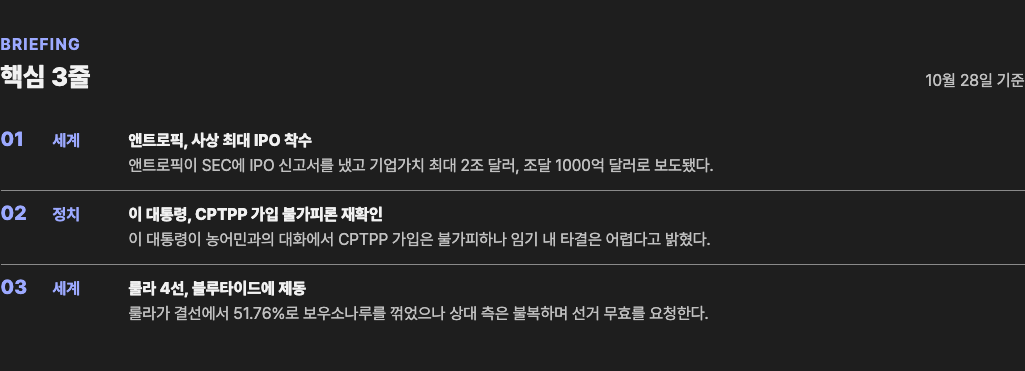 BRIEFING
핵심 3줄
10월 28일 기준
01 세계 앤트로픽, 사상 최대 IPO 착수
앤트로픽이 SEC에 IPO 신고서를 냈고 기업가치 최대 2조 달러, 조달 1000억 달러로 보도됐다.
02 정치 이 대통령, CPTPP 가입 불가피론 재확인
이 대통령이 농어민과의 대화에서 CPTPP 가입은 불가피하나 임기 내 타결은 어렵다고 밝혔다.
03 세계 룰라 4선, 블루타이드에 제동
룰라가 결선에서 51.76%로 보우소나루를 꺾었으나 상대 측은 불복하며 선거 무효를 요청한다.